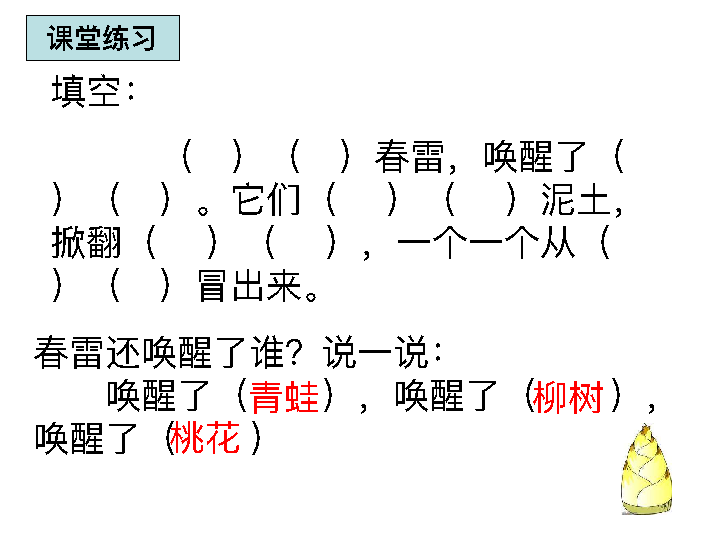 课堂练习
填空：
（　）（　）春雷，唤醒了（
）（　）。它们（　）（　）泥土，
掀翻（　）（　），一个一个从（
）（　）冒出来。
春雷还唤醒了谁？说一说：
唤醒了（青蛙），唤醒了（柳树），
唤醒了（桃花）